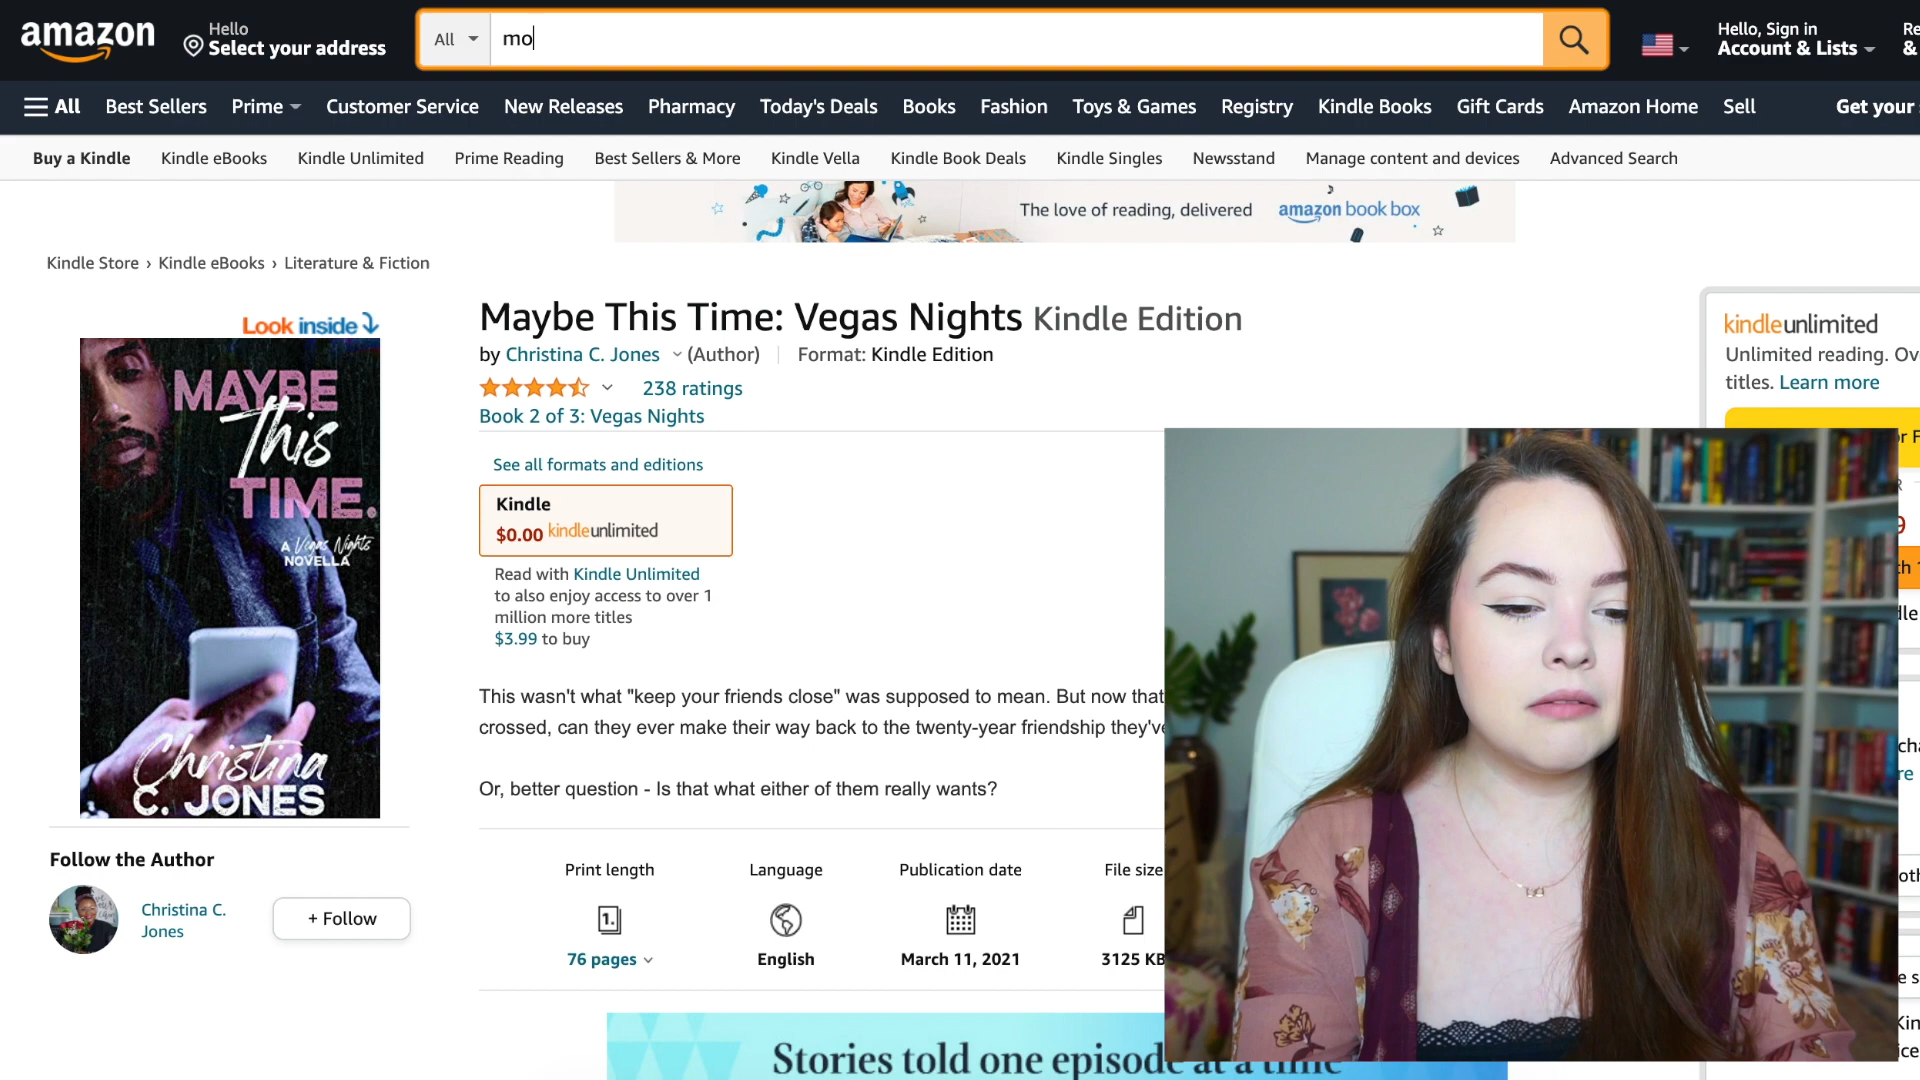 amazon
Hello
Select your address
All
mo
Hello, Sign in
Account & Lists
Re
&
All
Best Sellers
Prime
Customer Service
New Releases
Pharmacy
Today's Deals
Books
Fashion
Toys & Games
Registry
Kindle Books
Gift Cards
Amazon Home
Sell
Get your
Buy a Kindle
Kindle eBooks
Kindle Unlimited
Prime Reading
Best Sellers & More
Kindle Vella
Kindle Book Deals
Kindle Singles
Newsstand
Manage content and devices
Advanced Search
The love of reading, delivered
amazon book box
Kindle Store › Kindle eBooks › Literature & Fiction
Look inside
MAYBE
This
TIME.
A Vegas Nights
NOVELLA
Christina
C. JONES
Follow the Author
Christina C.
Jones
+ Follow
Maybe This Time: Vegas Nights Kindle Edition
by Christina C. Jones (Author) Format: Kindle Edition
238 ratings
Book 2 of 3: Vegas Nights
See all formats and editions
Kindle
$0.00 kindleunlimited
Read with Kindle Unlimited
to also enjoy access to over 1
million more titles
$3.99 to buy
This wasn't what "keep your friends close" was supposed to mean. But now that
crossed, can they ever make their way back to the twenty-year friendship they've
Or, better question - Is that what either of them really wants?
Print length
1.
76 pages
Language
English
Publication date
March 11, 2021
File size
3125 KB
Stories told one episode at a time
kindleunlimited
Unlimited reading. Ov
titles. Learn more